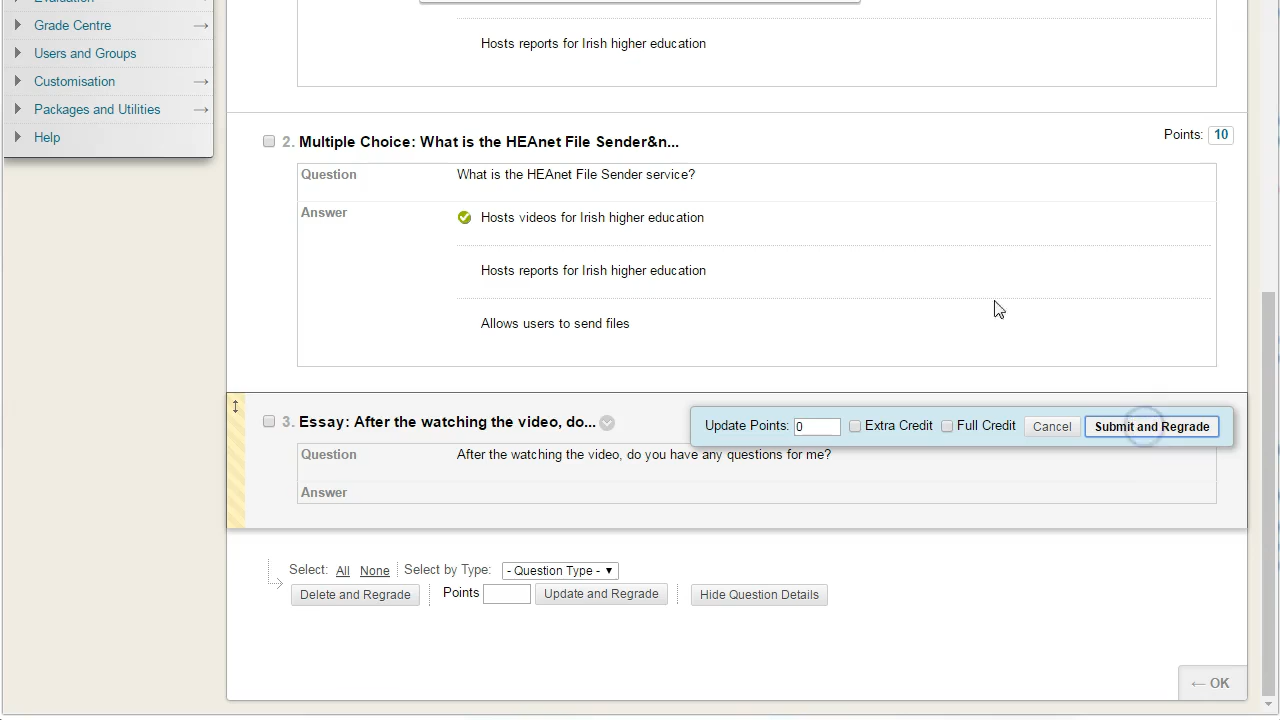 Grade Centre
Users and Groups
Customisation
Packages and Utilities
Help
Hosts reports for Irish higher education
2. Multiple Choice: What is the HEAnet File Sender&n...
Points: 10
Question What is the HEAnet File Sender service?
Answer Hosts videos for Irish higher education
Hosts reports for Irish higher education
Allows users to send files
3. Essay: After the watching the video, do...
Update Points: 0 Extra Credit Full Credit Cancel Submit and Regrade
Question After the watching the video, do you have any questions for me?
Answer
Select: All None Select by Type: - Question Type -
Delete and Regrade Points Update and Regrade Hide Question Details
← OK